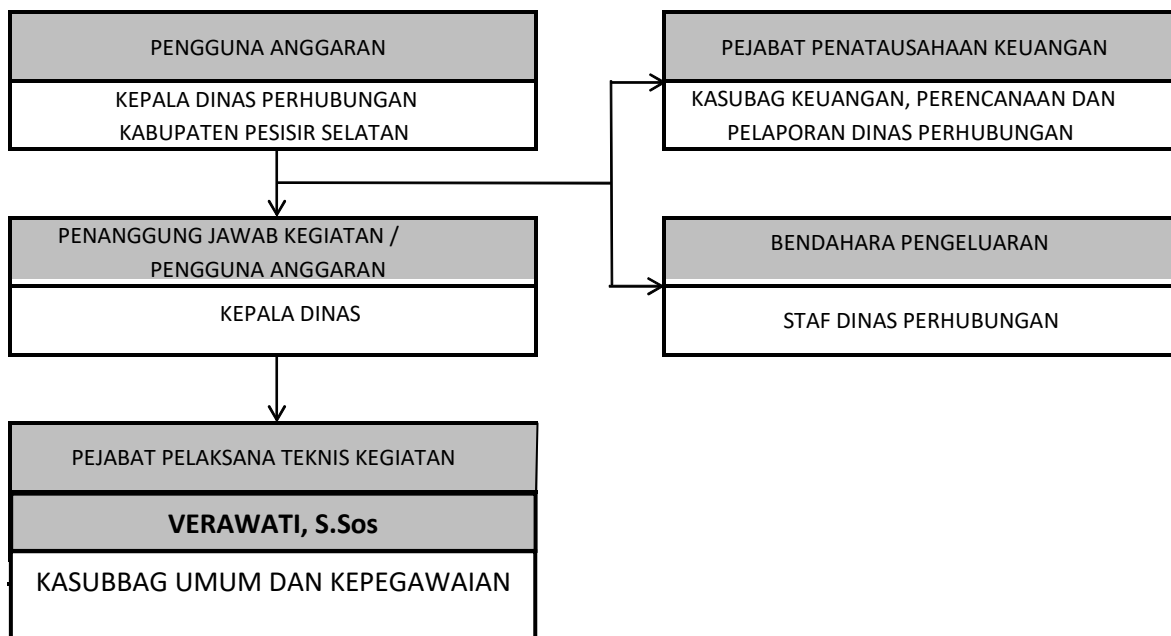 PENGGUNA ANGGARAN
KEPALA DINAS PERHUBUNGAN
KABUPATEN PESISIR SELATAN
PEJABAT PENATAUSAHAAN KEUANGAN
KASUBAG KEUANGAN, PERENCANAAN DAN
PELAPORAN DINAS PERHUBUNGAN
PENANGGUNG JAWAB KEGIATAN /
PENGGUNA ANGGARAN
KEPALA DINAS
BENDAHARA PENGELUARAN
STAF DINAS PERHUBUNGAN
PEJABAT PELAKSANA TEKNIS KEGIATAN
VERAWATI, S.Sos
KASUBBAG UMUM DAN KEPEGAWAIAN